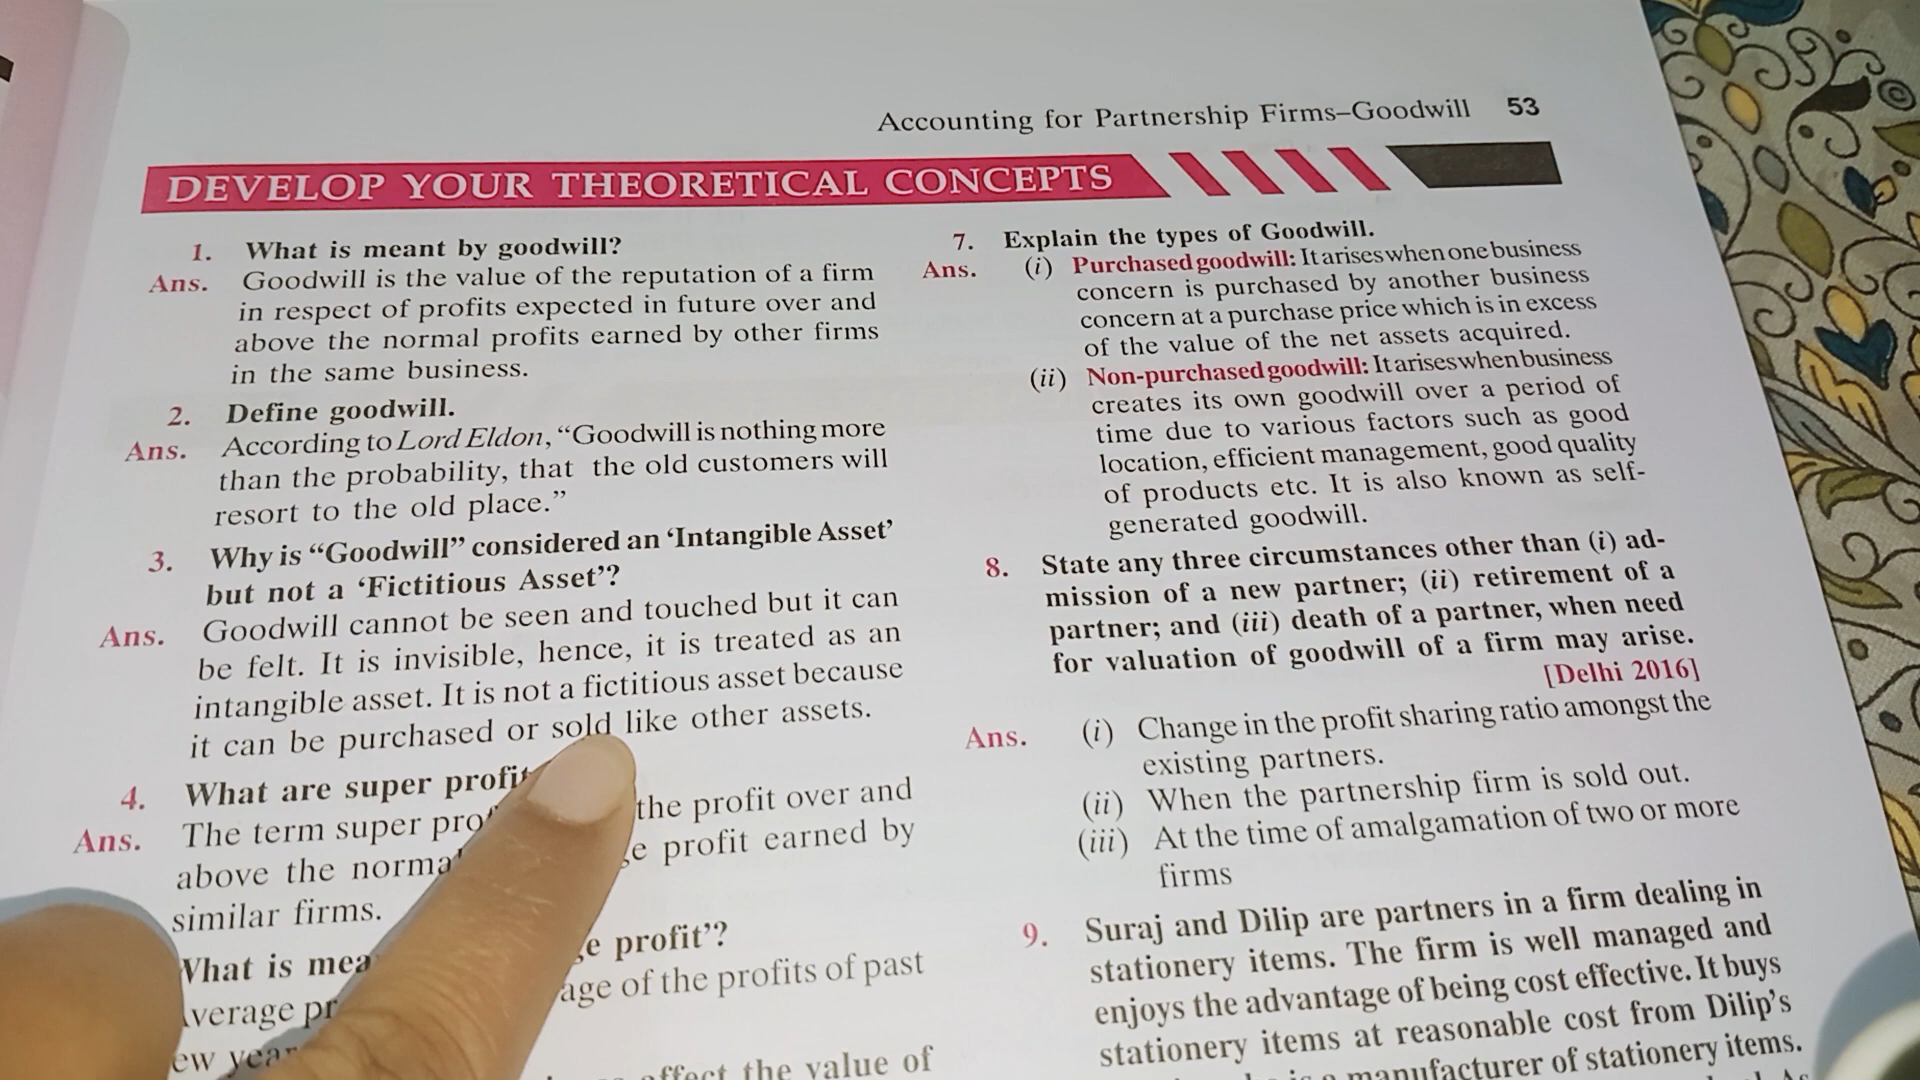 Accounting for Partnership Firms–Goodwill 53
DEVELOP YOUR THEORETICAL CONCEPTS
1. What is meant by goodwill?
Ans. Goodwill is the value of the reputation of a firm
in respect of profits expected in future over and
above the normal profits earned by other firms
in the same business.
2. Define goodwill.
Ans. According to Lord Eldon, “Goodwill is nothing more
than the probability, that the old customers will
resort to the old place.”
3. Why is “Goodwill” considered an ‘Intangible Asset’
but not a ‘Fictitious Asset’?
Ans. Goodwill cannot be seen and touched but it can
be felt. It is invisible, hence, it is treated as an
intangible asset. It is not a fictitious asset because
it can be purchased or sold like other assets.
4. What are super profit
Ans. The term super the profit over and
above the profit earned by
similar firms.
What is profit’?
of the profits of past
the value of
7. Explain the types of Goodwill.
Ans. (i) Purchased goodwill: It arises when one business
concern is purchased by another business
concern at a purchase price which is in excess
of the value of the net assets acquired.
(ii) Non-purchased goodwill: It arises when business
creates its own goodwill over a period of
time due to various factors such as good
location, efficient management, good quality
of products etc. It is also known as self-
generated goodwill.
8. State any three circumstances other than (i) ad-
mission of a new partner; (ii) retirement of a
partner; and (iii) death of a partner, when need
for valuation of goodwill of a firm may arise.
[Delhi 2016]
Ans. (i) Change in the profit sharing ratio amongst the
existing partners.
(ii) When the partnership firm is sold out.
(iii) At the time of amalgamation of two or more
firms
9. Suraj and Dilip are partners in a firm dealing in
stationery items. The firm is well managed and
enjoys the advantage of being cost effective. It buys
stationery items at reasonable cost from Dilip’s
manufacturer of stationery items.